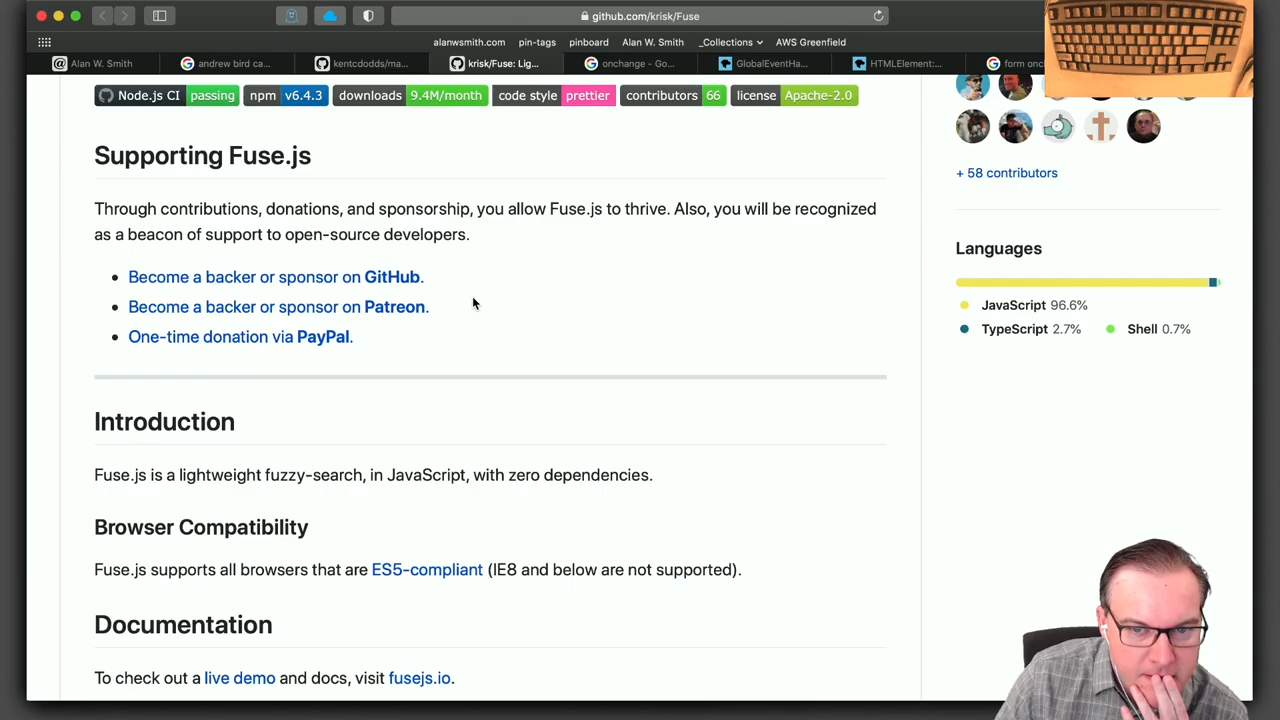 github.com/krisk/Fuse
alanwsmith.com pin-tags pinboard Alan W. Smith _Collections AWS Greenfield
Alan W. Smith andrew bird ca... kentcdodds/ma... krisk/Fuse: Lig... onchange - Go... GlobalEventHa... HTMLElement:... form onc
Node.js CI passing npm v6.4.3 downloads 9.4M/month code style prettier contributors 66 license Apache-2.0
Supporting Fuse.js
Through contributions, donations, and sponsorship, you allow Fuse.js to thrive. Also, you will be recognized
as a beacon of support to open-source developers.
Become a backer or sponsor on GitHub.
Become a backer or sponsor on Patreon.
One-time donation via PayPal.
Introduction
Fuse.js is a lightweight fuzzy-search, in JavaScript, with zero dependencies.
Browser Compatibility
Fuse.js supports all browsers that are ES5-compliant (IE8 and below are not supported).
Documentation
To check out a live demo and docs, visit fusejs.io.
+ 58 contributors
Languages
JavaScript 96.6%
TypeScript 2.7% Shell 0.7%